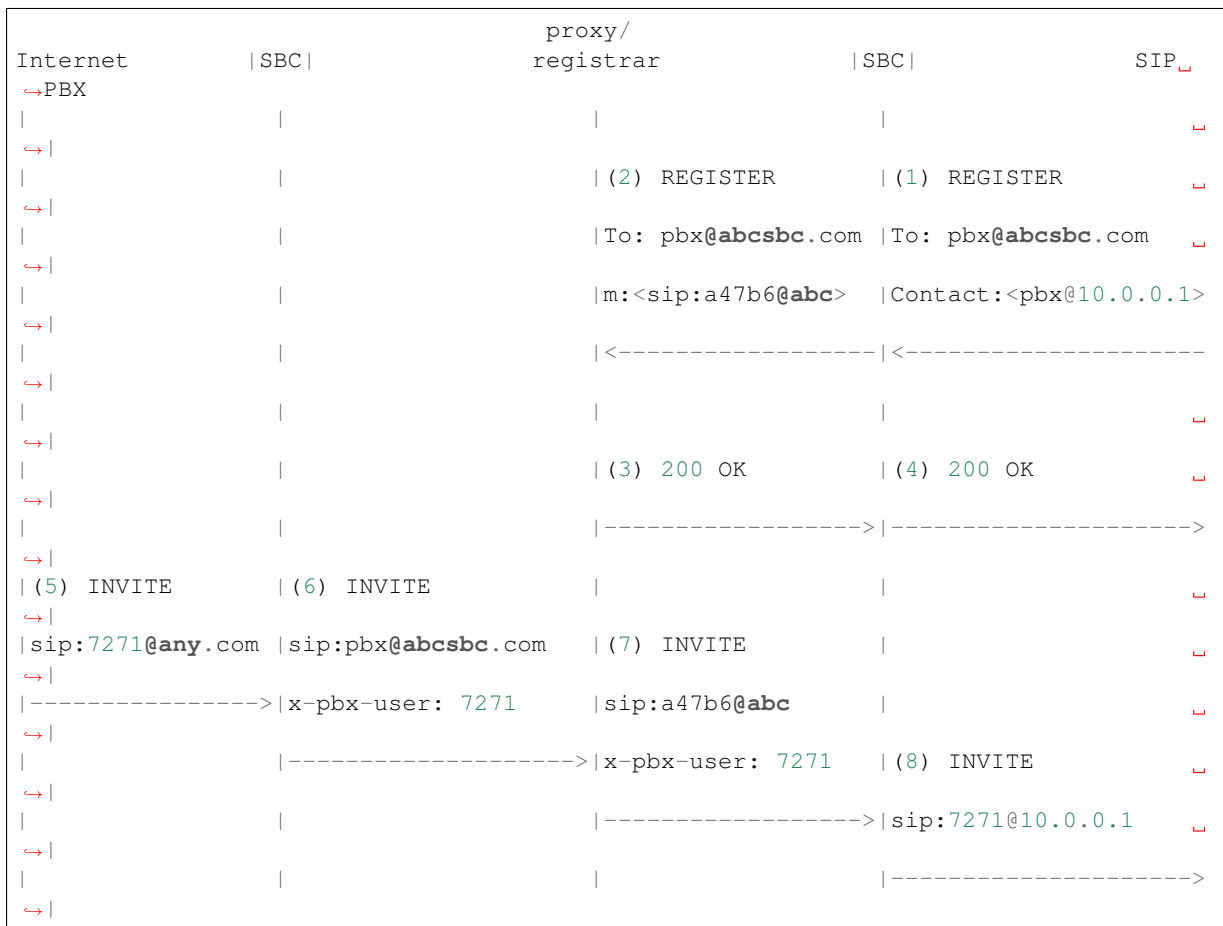 proxy/
Internet        |SBC|               registrar             |SBC|               SIP␣
↪PBX
|                  |                     |                   |                     ␣
↪|
|                  |                     |(2) REGISTER       |(1) REGISTER         ␣
↪|
|                  |                     |To: pbx@abcsbc.com |To: pbx@abcsbc.com   ␣
↪|
|                  |                     |m:<sip:a47b6@abc>  |Contact:<pbx@10.0.0.1>
↪|
|                  |                     |<------------------|<---------------------
↪|
|                  |                     |                   |                     ␣
↪|
|                  |                     |(3) 200 OK         |(4) 200 OK           ␣
↪|
|                  |                     |------------------>|--------------------->
↪|
|(5) INVITE        |(6) INVITE           |                   |                     ␣
↪|
|sip:7271@any.com  |sip:pbx@abcsbc.com   |(7) INVITE         |                     ␣
↪|
|---------------->|x-pbx-user: 7271     |sip:a47b6@abc      |                     ␣
↪|
|                  |-------------------->|x-pbx-user: 7271   |(8) INVITE           ␣
↪|
|                  |                     |------------------>|sip:7271@10.0.0.1    ␣
↪|
|                  |                     |                   |--------------------->
↪|